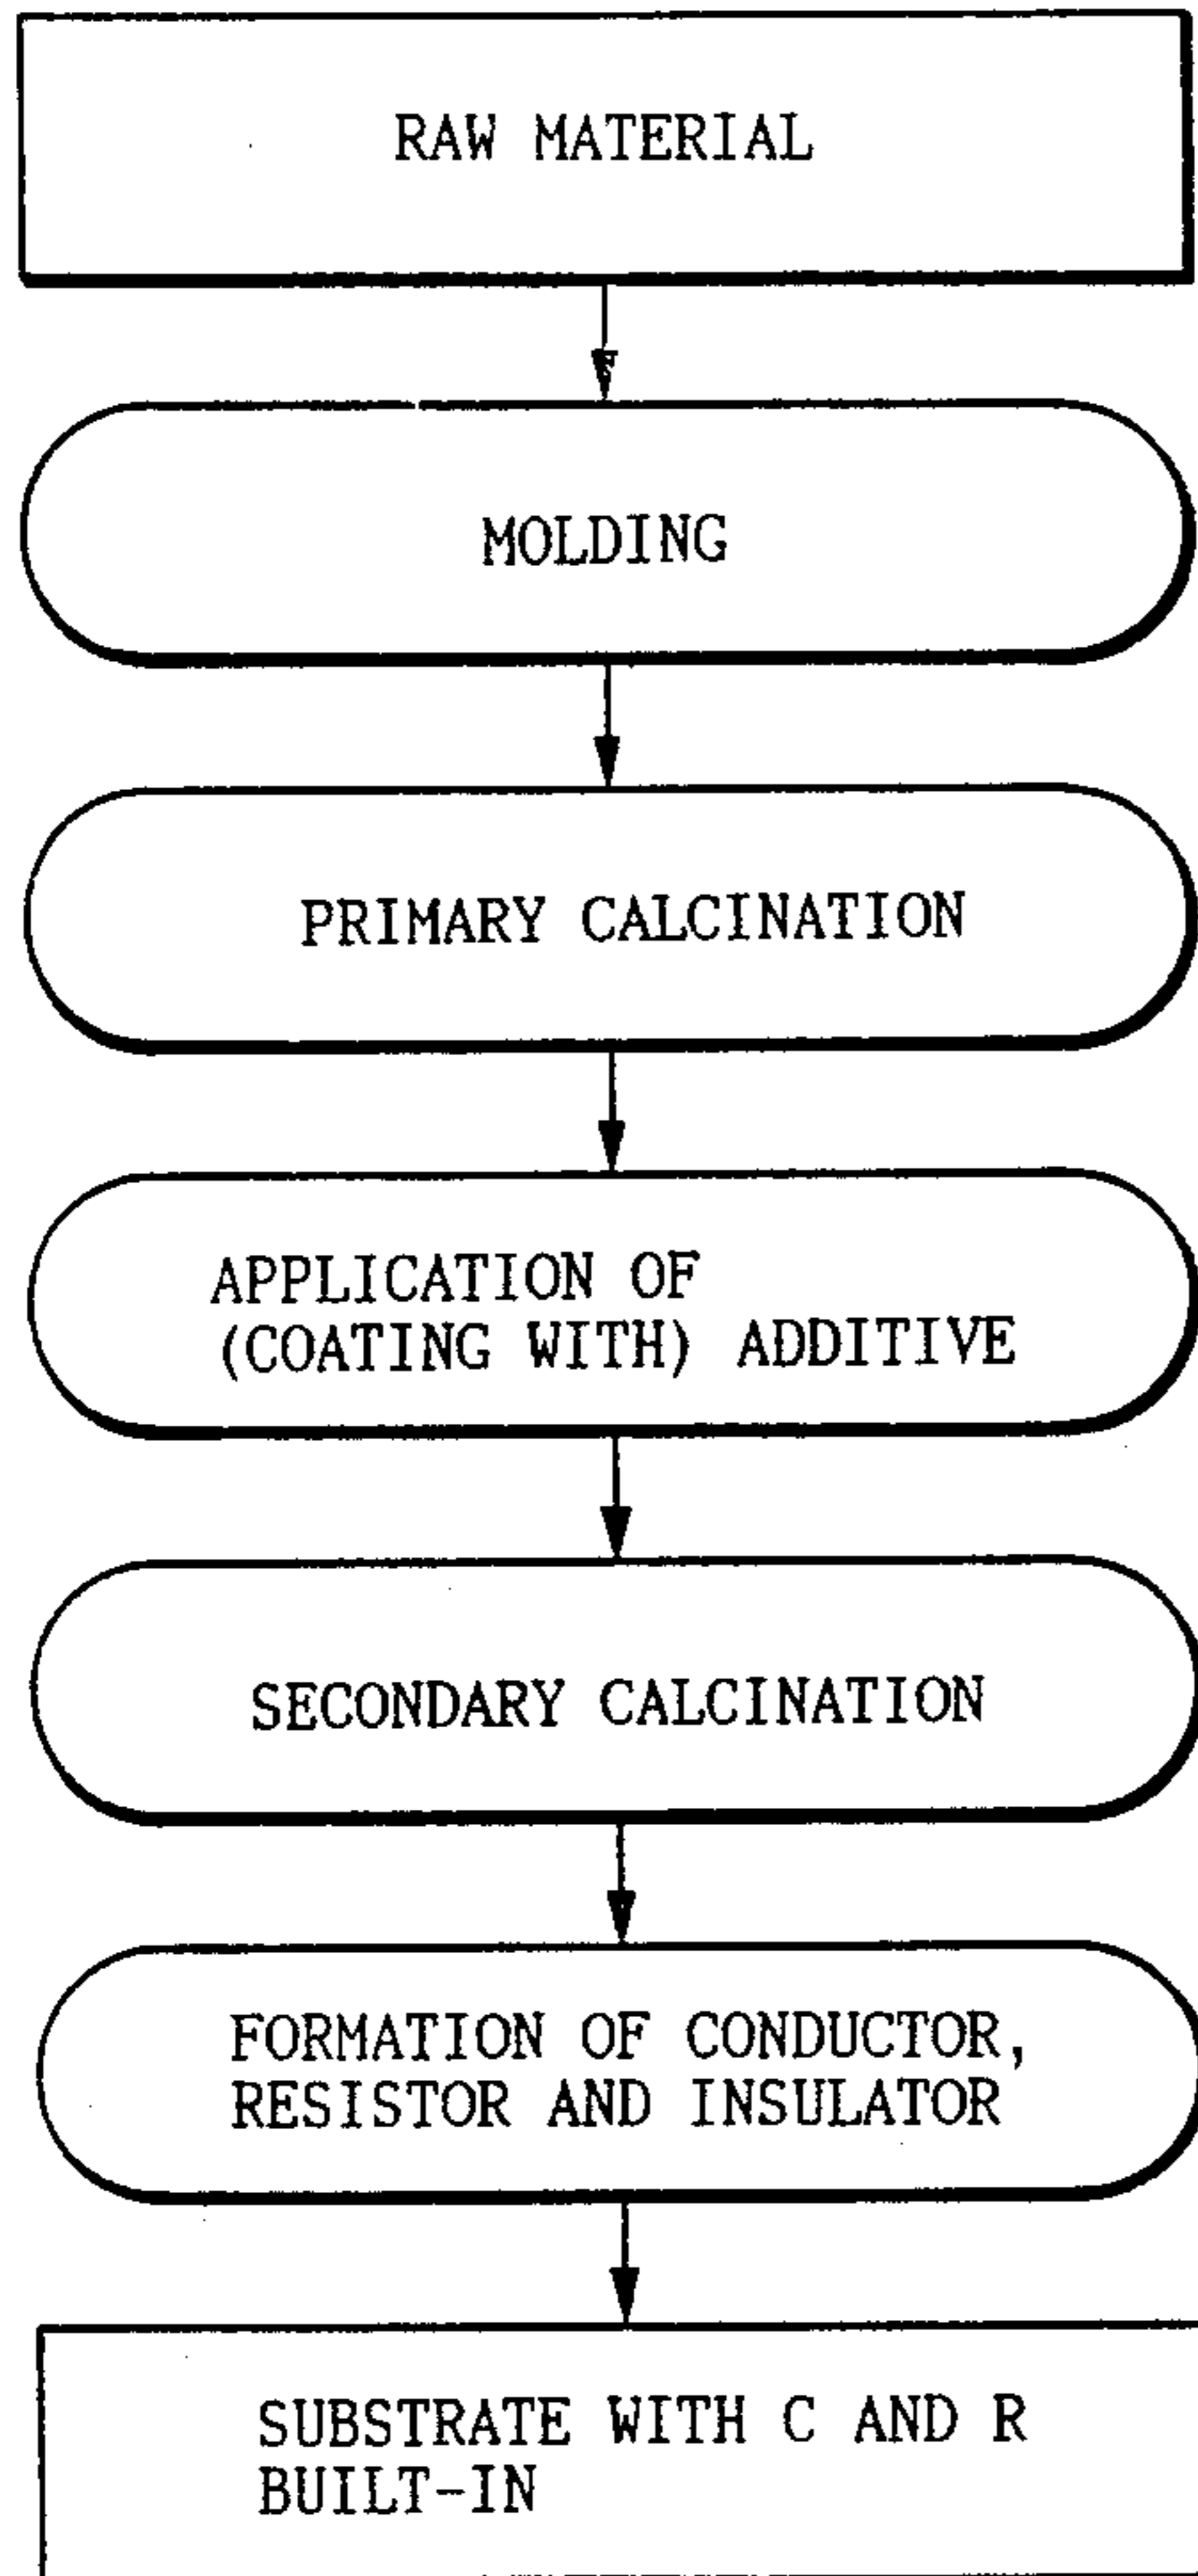 RAW MATERIAL
MOLDING
PRIMARY CALCINATION
APPLICATION OF
(COATING WITH) ADDITIVE
SECONDARY CALCINATION
FORMATION OF CONDUCTOR,
RESISTOR AND INSULATOR
SUBSTRATE WITH C AND R
BUILT-IN